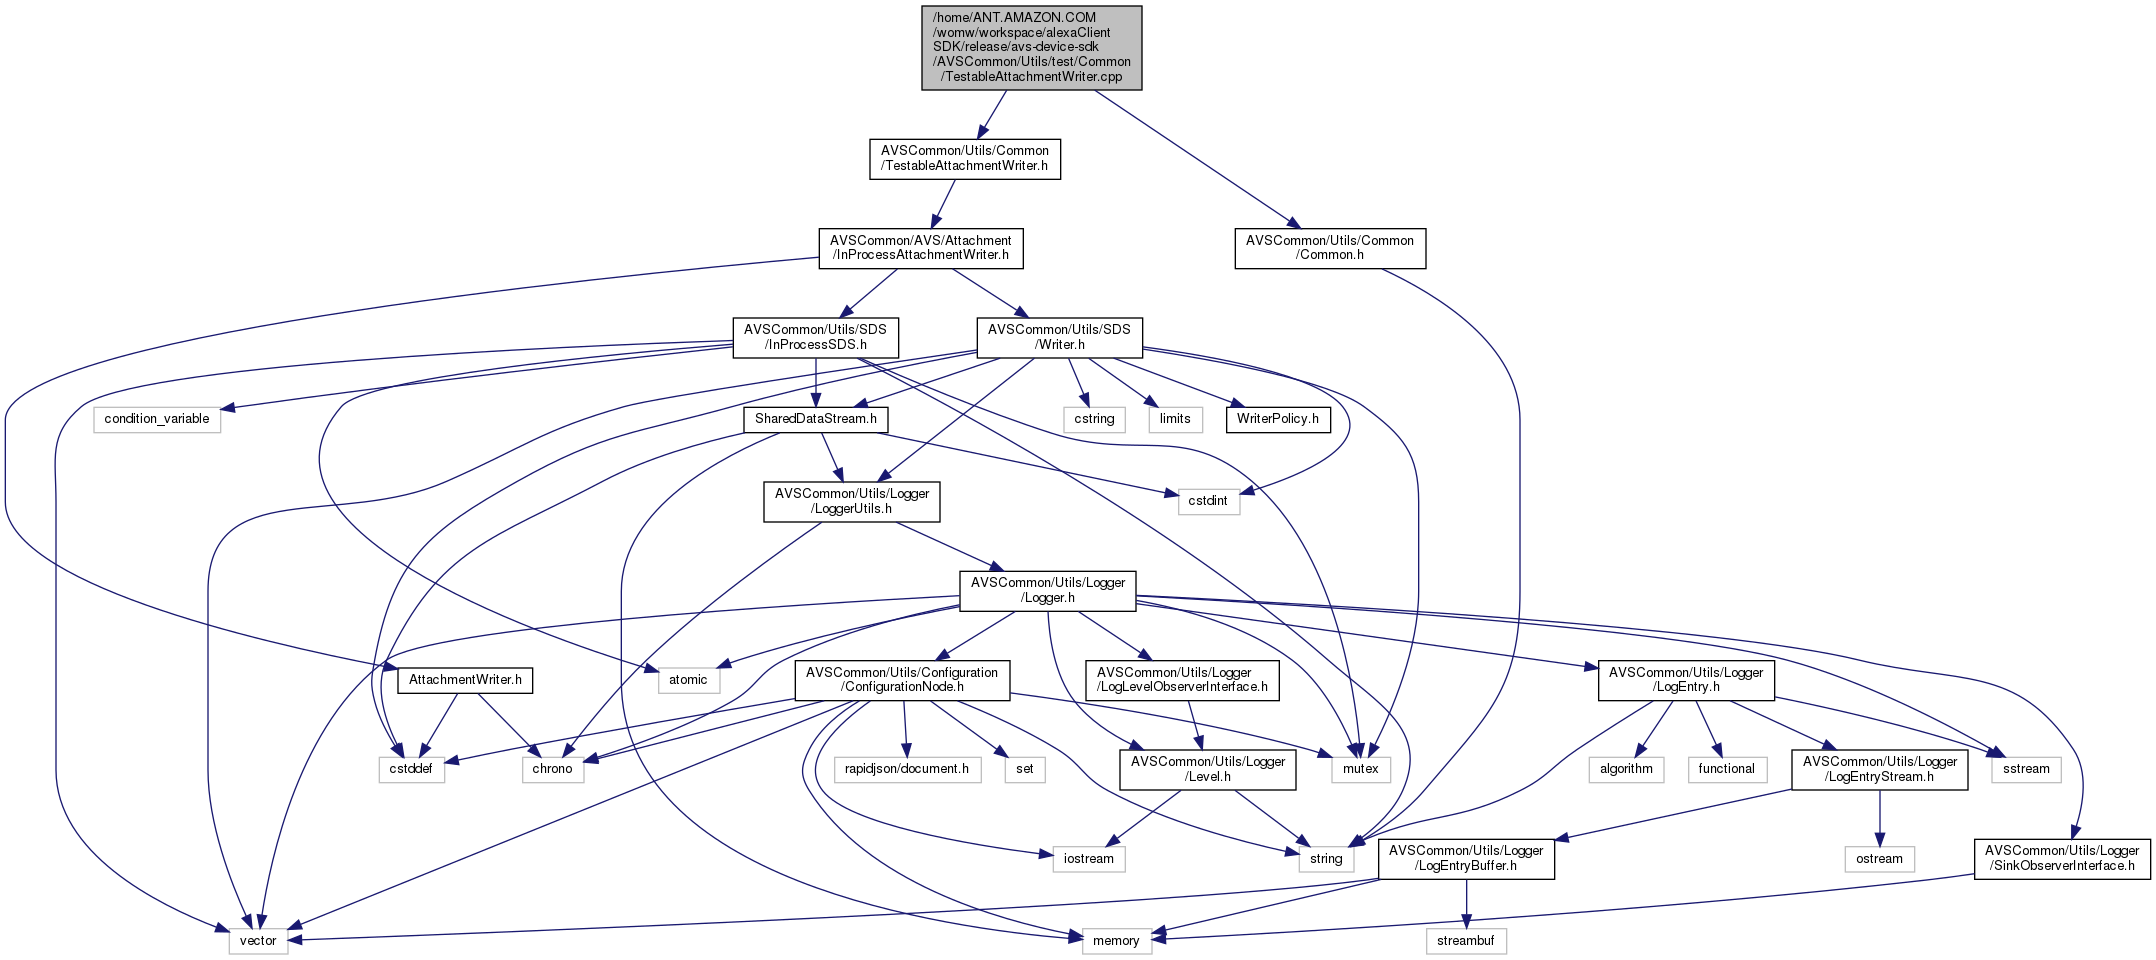 /home/ANT.AMAZON.COM
/womw/workspace/alexaClient
SDK/release/avs-device-sdk
/AVSCommon/Utils/test/Common
/TestableAttachmentWriter.cpp
AVSCommon/Utils/Common
/TestableAttachmentWriter.h
AVSCommon/AVS/Attachment
/InProcessAttachmentWriter.h
AVSCommon/Utils/Common
/Common.h
AVSCommon/Utils/SDS
/InProcessSDS.h
AVSCommon/Utils/SDS
/Writer.h
condition_variable
SharedDataStream.h
cstring
limits
WriterPolicy.h
AVSCommon/Utils/Logger
/LoggerUtils.h
cstdint
AVSCommon/Utils/Logger
/Logger.h
AttachmentWriter.h
atomic
AVSCommon/Utils/Configuration
/ConfigurationNode.h
AVSCommon/Utils/Logger
/LogLevelObserverInterface.h
AVSCommon/Utils/Logger
/LogEntry.h
cstddef
chrono
rapidjson/document.h
set
AVSCommon/Utils/Logger
/Level.h
mutex
algorithm
functional
AVSCommon/Utils/Logger
/LogEntryStream.h
sstream
iostream
string
AVSCommon/Utils/Logger
/LogEntryBuffer.h
ostream
AVSCommon/Utils/Logger
/SinkObserverInterface.h
vector
memory
streambuf